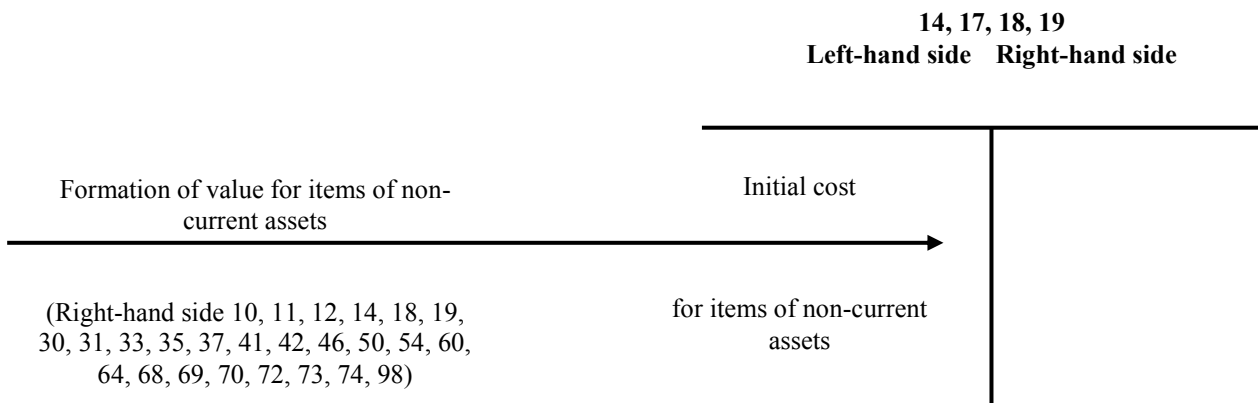 14, 17, 18, 19
Left-hand side Right-hand side
Formation of value for items of non-
current assets
Initial cost
(Right-hand side 10, 11, 12, 14, 18, 19,
30, 31, 33, 35, 37, 41, 42, 46, 50, 54, 60,
64, 68, 69, 70, 72, 73, 74, 98)
for items of non-current
assets